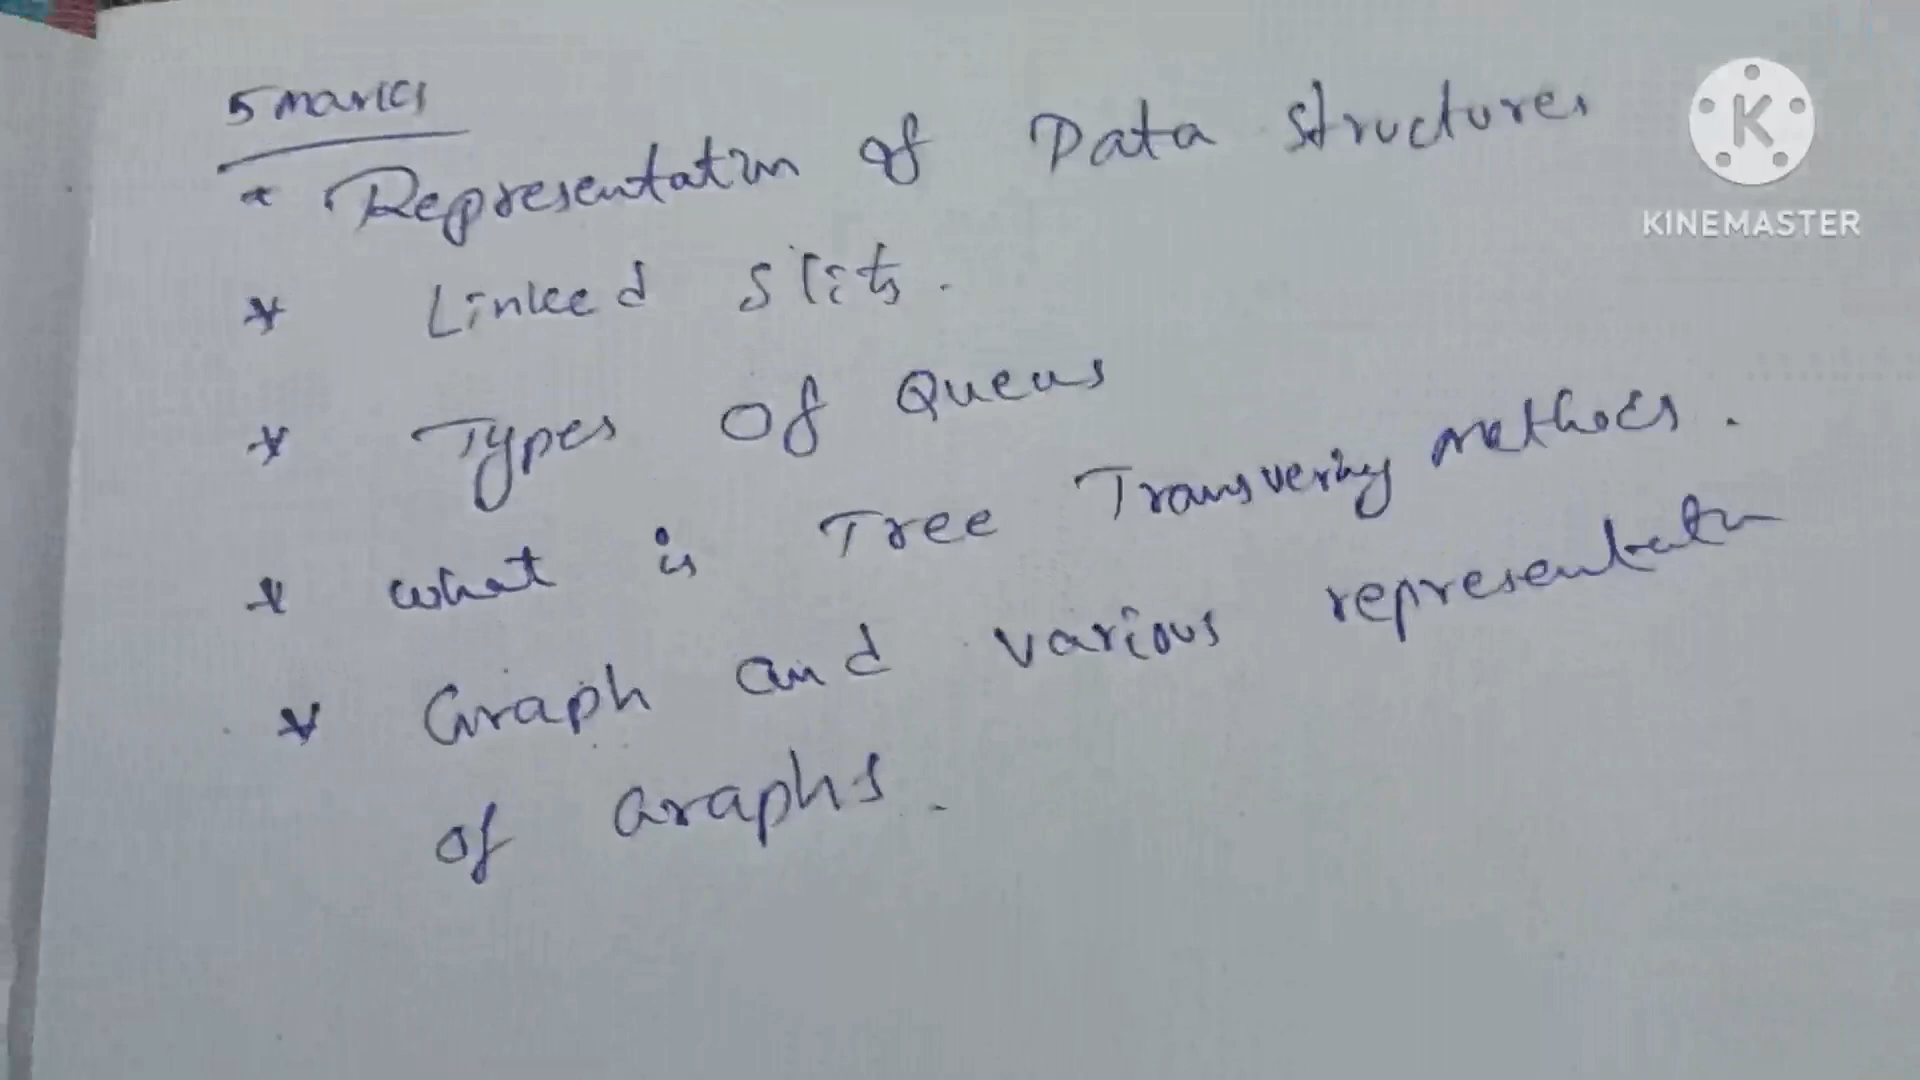 5 marks
* Representation of Data structures
* Linked Slits.
* Types of Queus
* what is Tree Transvering methods.
* Graph and various representation
of Graphs.
K
KINEMASTER